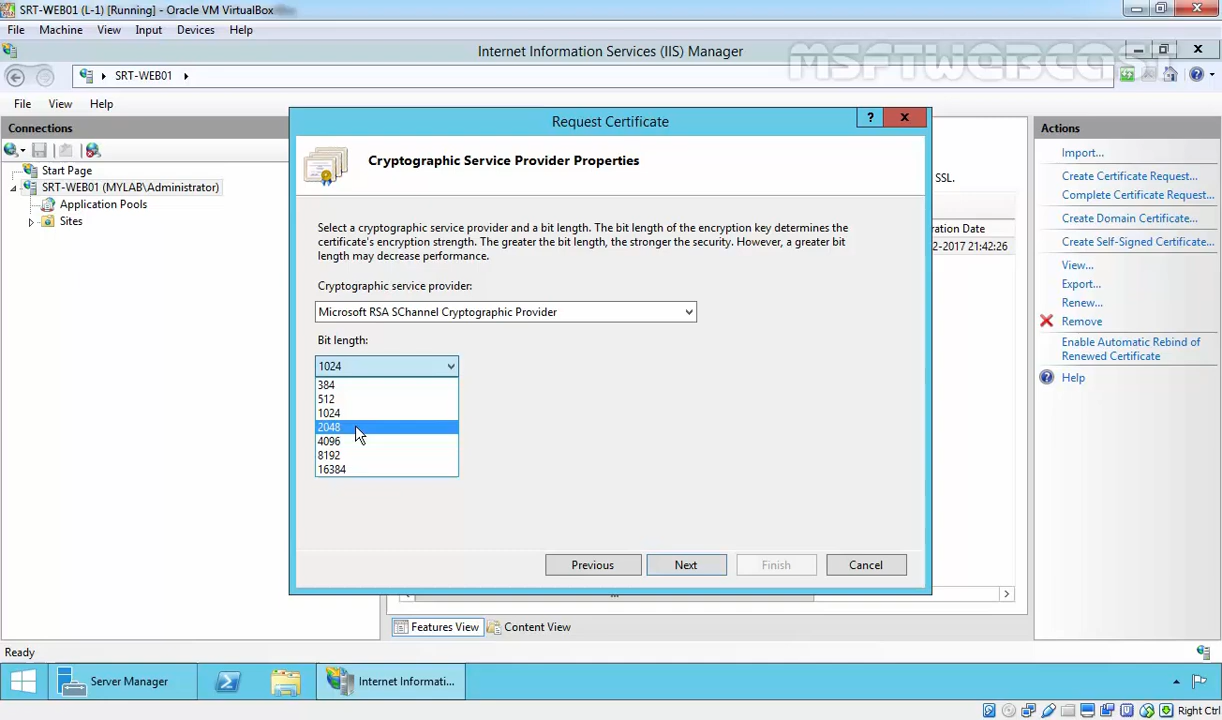 SRT-WEB01 (L-1) [Running] - Oracle VM VirtualBox
File Machine View Input Devices Help
Internet Information Services (IIS) Manager
MSFTWEBCAST
SRT-WEB01
File View Help
Connections
Start Page
SRT-WEB01 (MYLAB\Administrator)
Application Pools
Sites
Request Certificate
?
Cryptographic Service Provider Properties
Select a cryptographic service provider and a bit length. The bit length of the encryption key determines the
certificate's encryption strength. The greater the bit length, the stronger the security. However, a greater bit
length may decrease performance.
Cryptographic service provider:
Microsoft RSA SChannel Cryptographic Provider
Bit length:
1024
384
512
1024
2048
4096
8192
16384
Previous Next Finish Cancel
SSL.
ration Date
2-2017 21:42:26
Actions
Import...
Create Certificate Request...
Complete Certificate Request...
Create Domain Certificate...
Create Self-Signed Certificate...
View...
Export...
Renew...
Remove
Enable Automatic Rebind of
Renewed Certificate
Help
Features View Content View
Ready
Server Manager
Internet Informati...
Right Ctrl